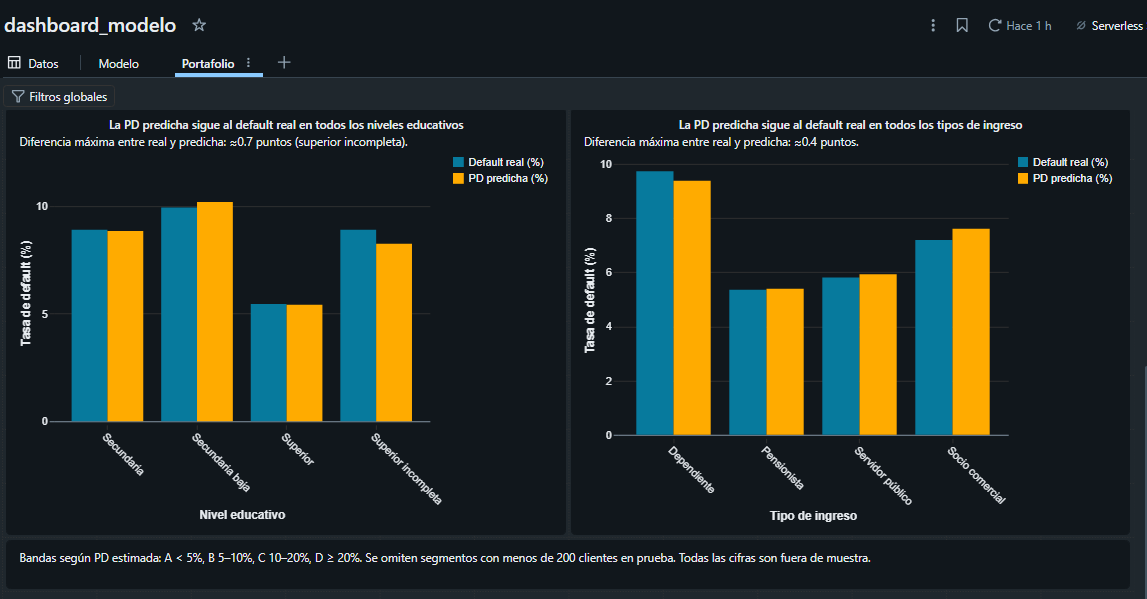 dashboard_modelo
Hace 1 h
Serverless
Datos
Modelo
Portafolio
Filtros globales
La PD predicha sigue al default real en todos los niveles educativos
Diferencia máxima entre real y predicha: ≈0.7 puntos (superior incompleta).
Default real (%)
PD predicha (%)
10
5
0
Tasa de default (%)
Secundaria
Secundaria baja
Superior
Superior incompleta
Nivel educativo
La PD predicha sigue al default real en todos los tipos de ingreso
Diferencia máxima entre real y predicha: ≈0.4 puntos.
Default real (%)
PD predicha (%)
10
8
6
4
2
0
Tasa de default (%)
Dependiente
Pensionista
Servidor público
Socio comercial
Tipo de ingreso
Bandas según PD estimada: A < 5%, B 5–10%, C 10–20%, D ≥ 20%. Se omiten segmentos con menos de 200 clientes en prueba. Todas las cifras son fuera de muestra.